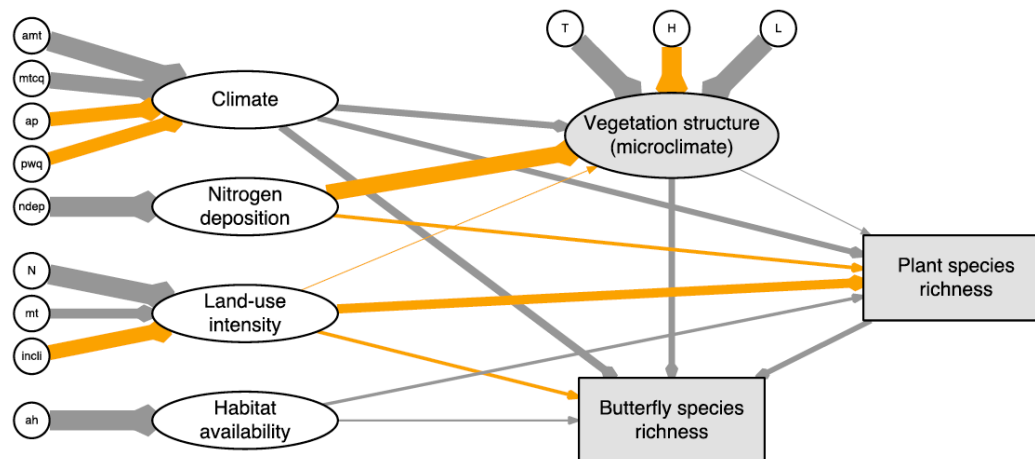 amt
mtcq
ap
pwq
ndep
N
mt
incli
ah
Climate
Nitrogen
deposition
Land-use
intensity
Habitat
availability
T
H
L
Vegetation structure
(microclimate)
Plant species
richness
Butterfly species
richness